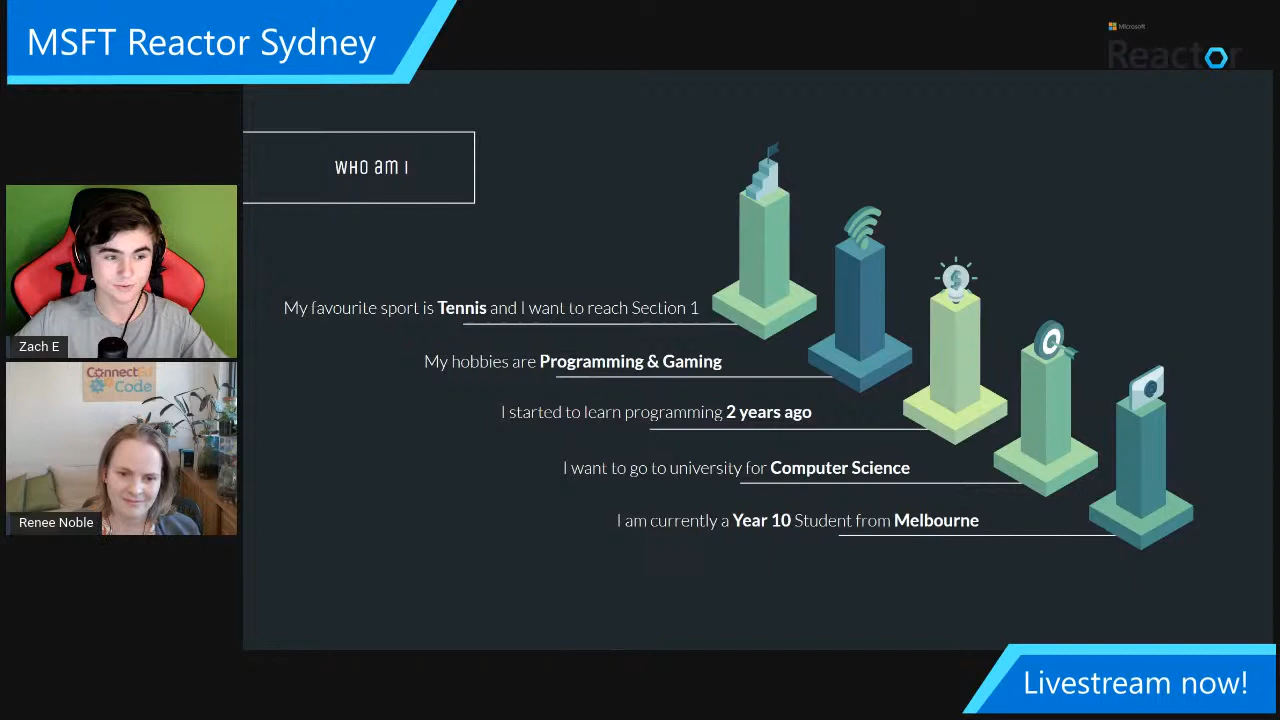 MSFT Reactor Sydney
Microsoft
Reactor
WHO am I
My favourite sport is Tennis and I want to reach Section 1
My hobbies are Programming & Gaming
I started to learn programming 2 years ago
I want to go to university for Computer Science
I am currently a Year 10 Student from Melbourne
Zach E
ConnectEd
Code
Renee Noble
Livestream now!